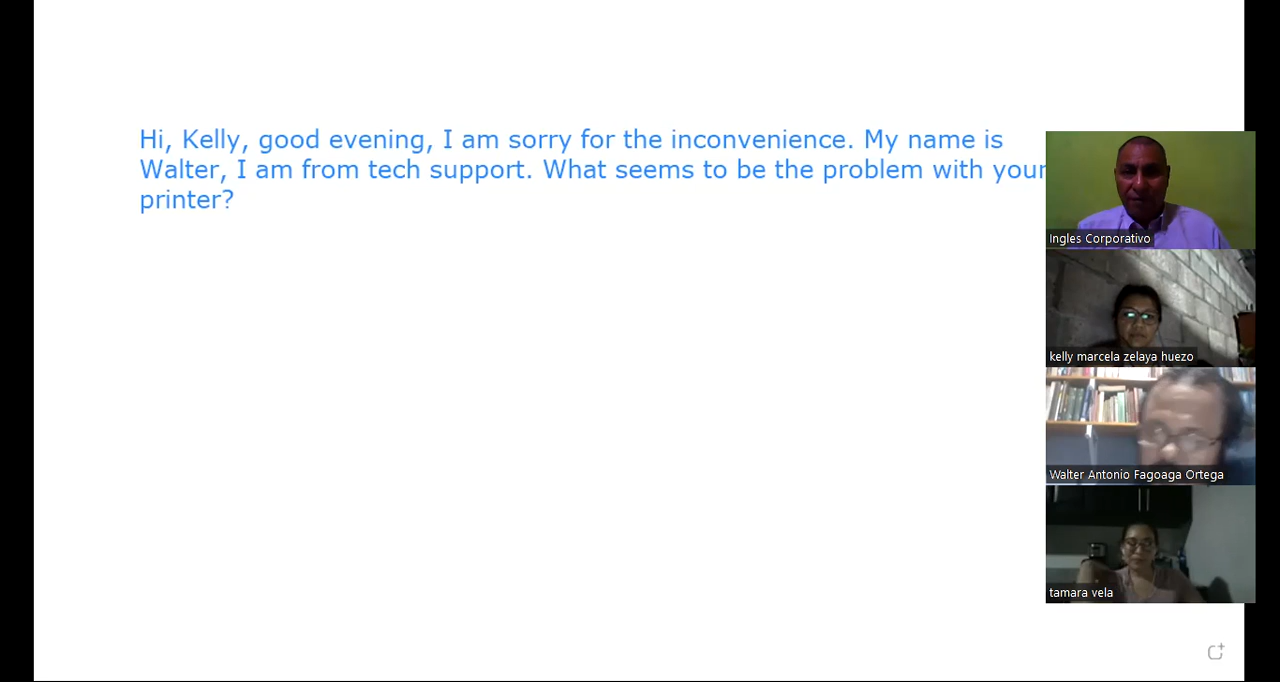 Hi, Kelly, good evening, I am sorry for the inconvenience. My name is
Walter, I am from tech support. What seems to be the problem with your
printer?
Ingles Corporativo
kelly marcela zelaya huezo
Walter Antonio Fagoaga Ortega
tamara vela